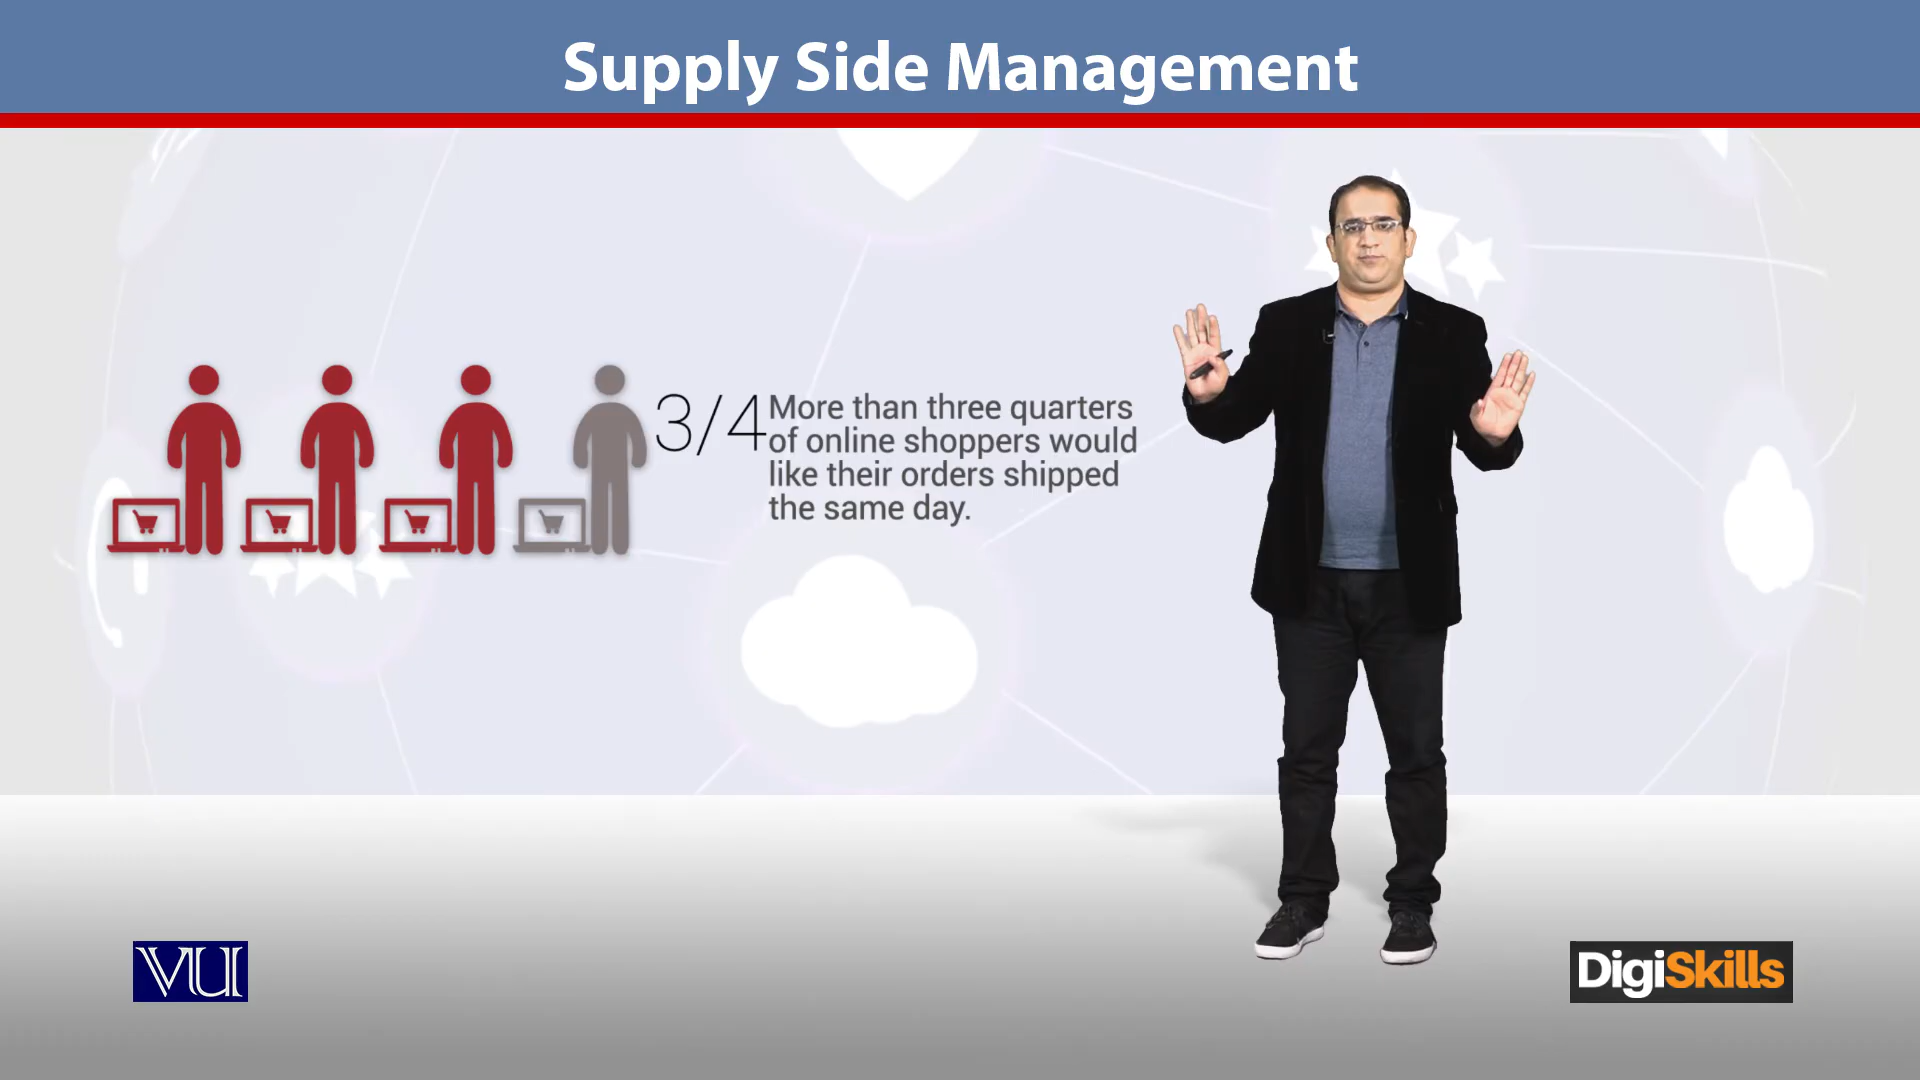 Supply Side Management
3/4
More than three quarters
of online shoppers would
like their orders shipped
the same day.
VU
DigiSkills